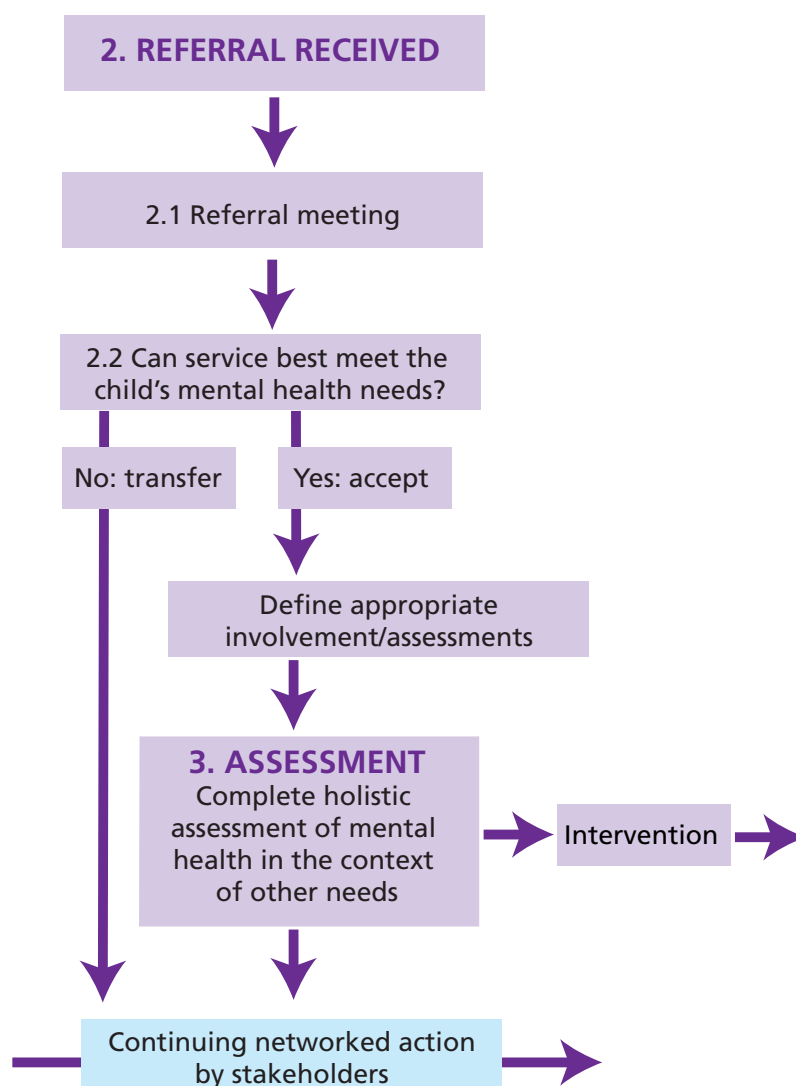 2. REFERRAL RECEIVED
2.1 Referral meeting
2.2 Can service best meet the
child’s mental health needs?
No: transfer
Yes: accept
Define appropriate
involvement/assessments
3. ASSESSMENT
Complete holistic
assessment of mental
health in the context
of other needs
Intervention
Continuing networked action
by stakeholders